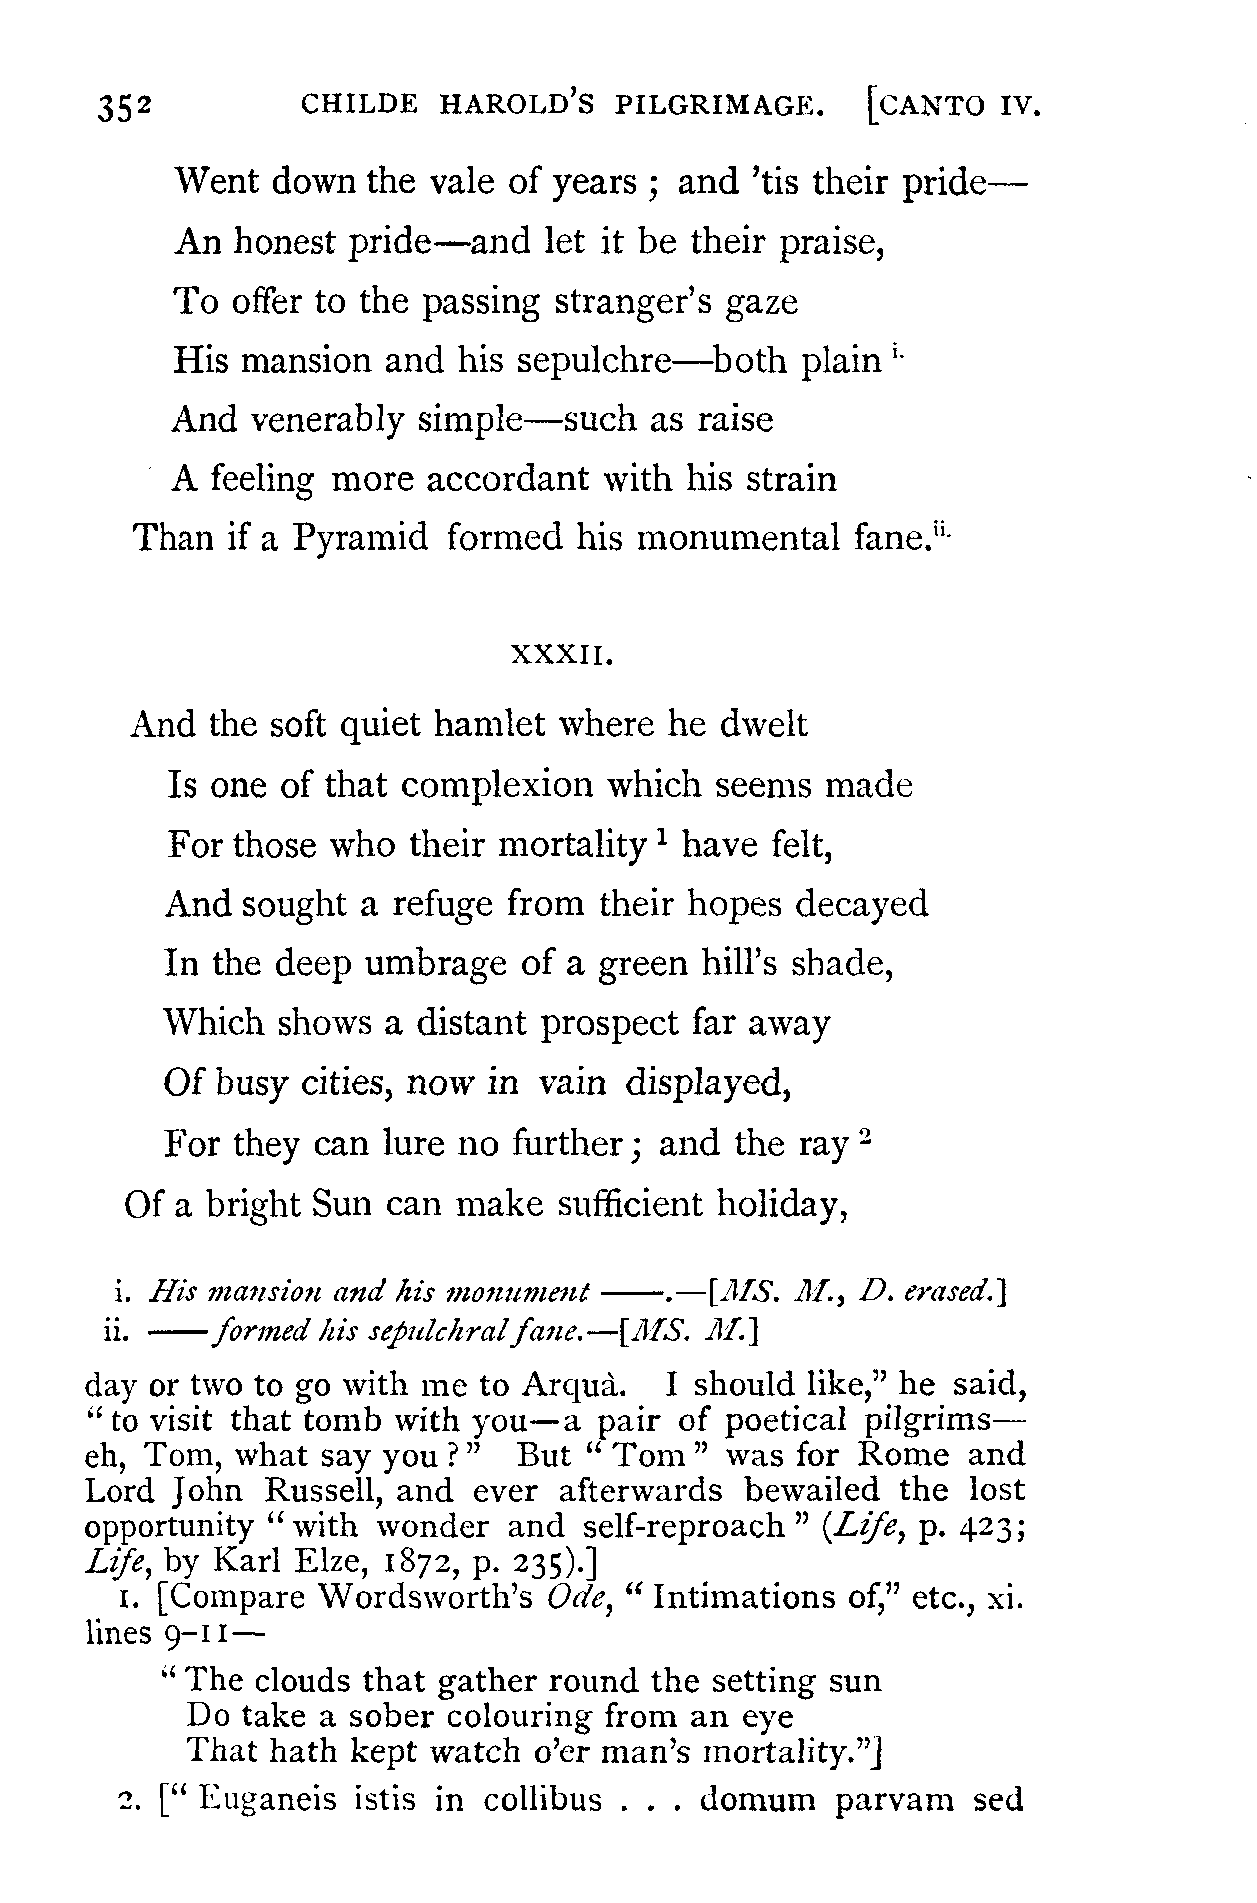 352 CHILDE HAROLD'S PILGRIMAGE. [CANTO IV.
Went down the vale of years ; and 'tis their pride—
An honest pride—and let it be their praise,
To offer to the passing stranger's gaze
His mansion and his sepulchre—both plain i.
And venerably simple—such as raise
A feeling more accordant with his strain
Than if a Pyramid formed his monumental fane.ii.
XXXII.
And the soft quiet hamlet where he dwelt
Is one of that complexion which seems made
For those who their mortality 1 have felt,
And sought a refuge from their hopes decayed
In the deep umbrage of a green hill's shade,
Which shows a distant prospect far away
Of busy cities, now in vain displayed,
For they can lure no further ; and the ray 2
Of a bright Sun can make sufficient holiday,
i. His mansion and his monument ——.—[MS. M., D. erased.]
ii. ——formed his sepulchral fane.—[MS. M.]
day or two to go with me to Arquà. I should like," he said,
"to visit that tomb with you—a pair of poetical pilgrims—
eh, Tom, what say you ? " But " Tom " was for Rome and
Lord John Russell, and ever afterwards bewailed the lost
opportunity " with wonder and self-reproach " (Life, p. 423;
Life, by Karl Elze, 1872, p. 235).]
1. [Compare Wordsworth's Ode, " Intimations of," etc., xi.
lines 9-11—
" The clouds that gather round the setting sun
Do take a sober colouring from an eye
That hath kept watch o'er man's mortality."]
2. [" Euganeis istis in collibus . . . domum parvam sed